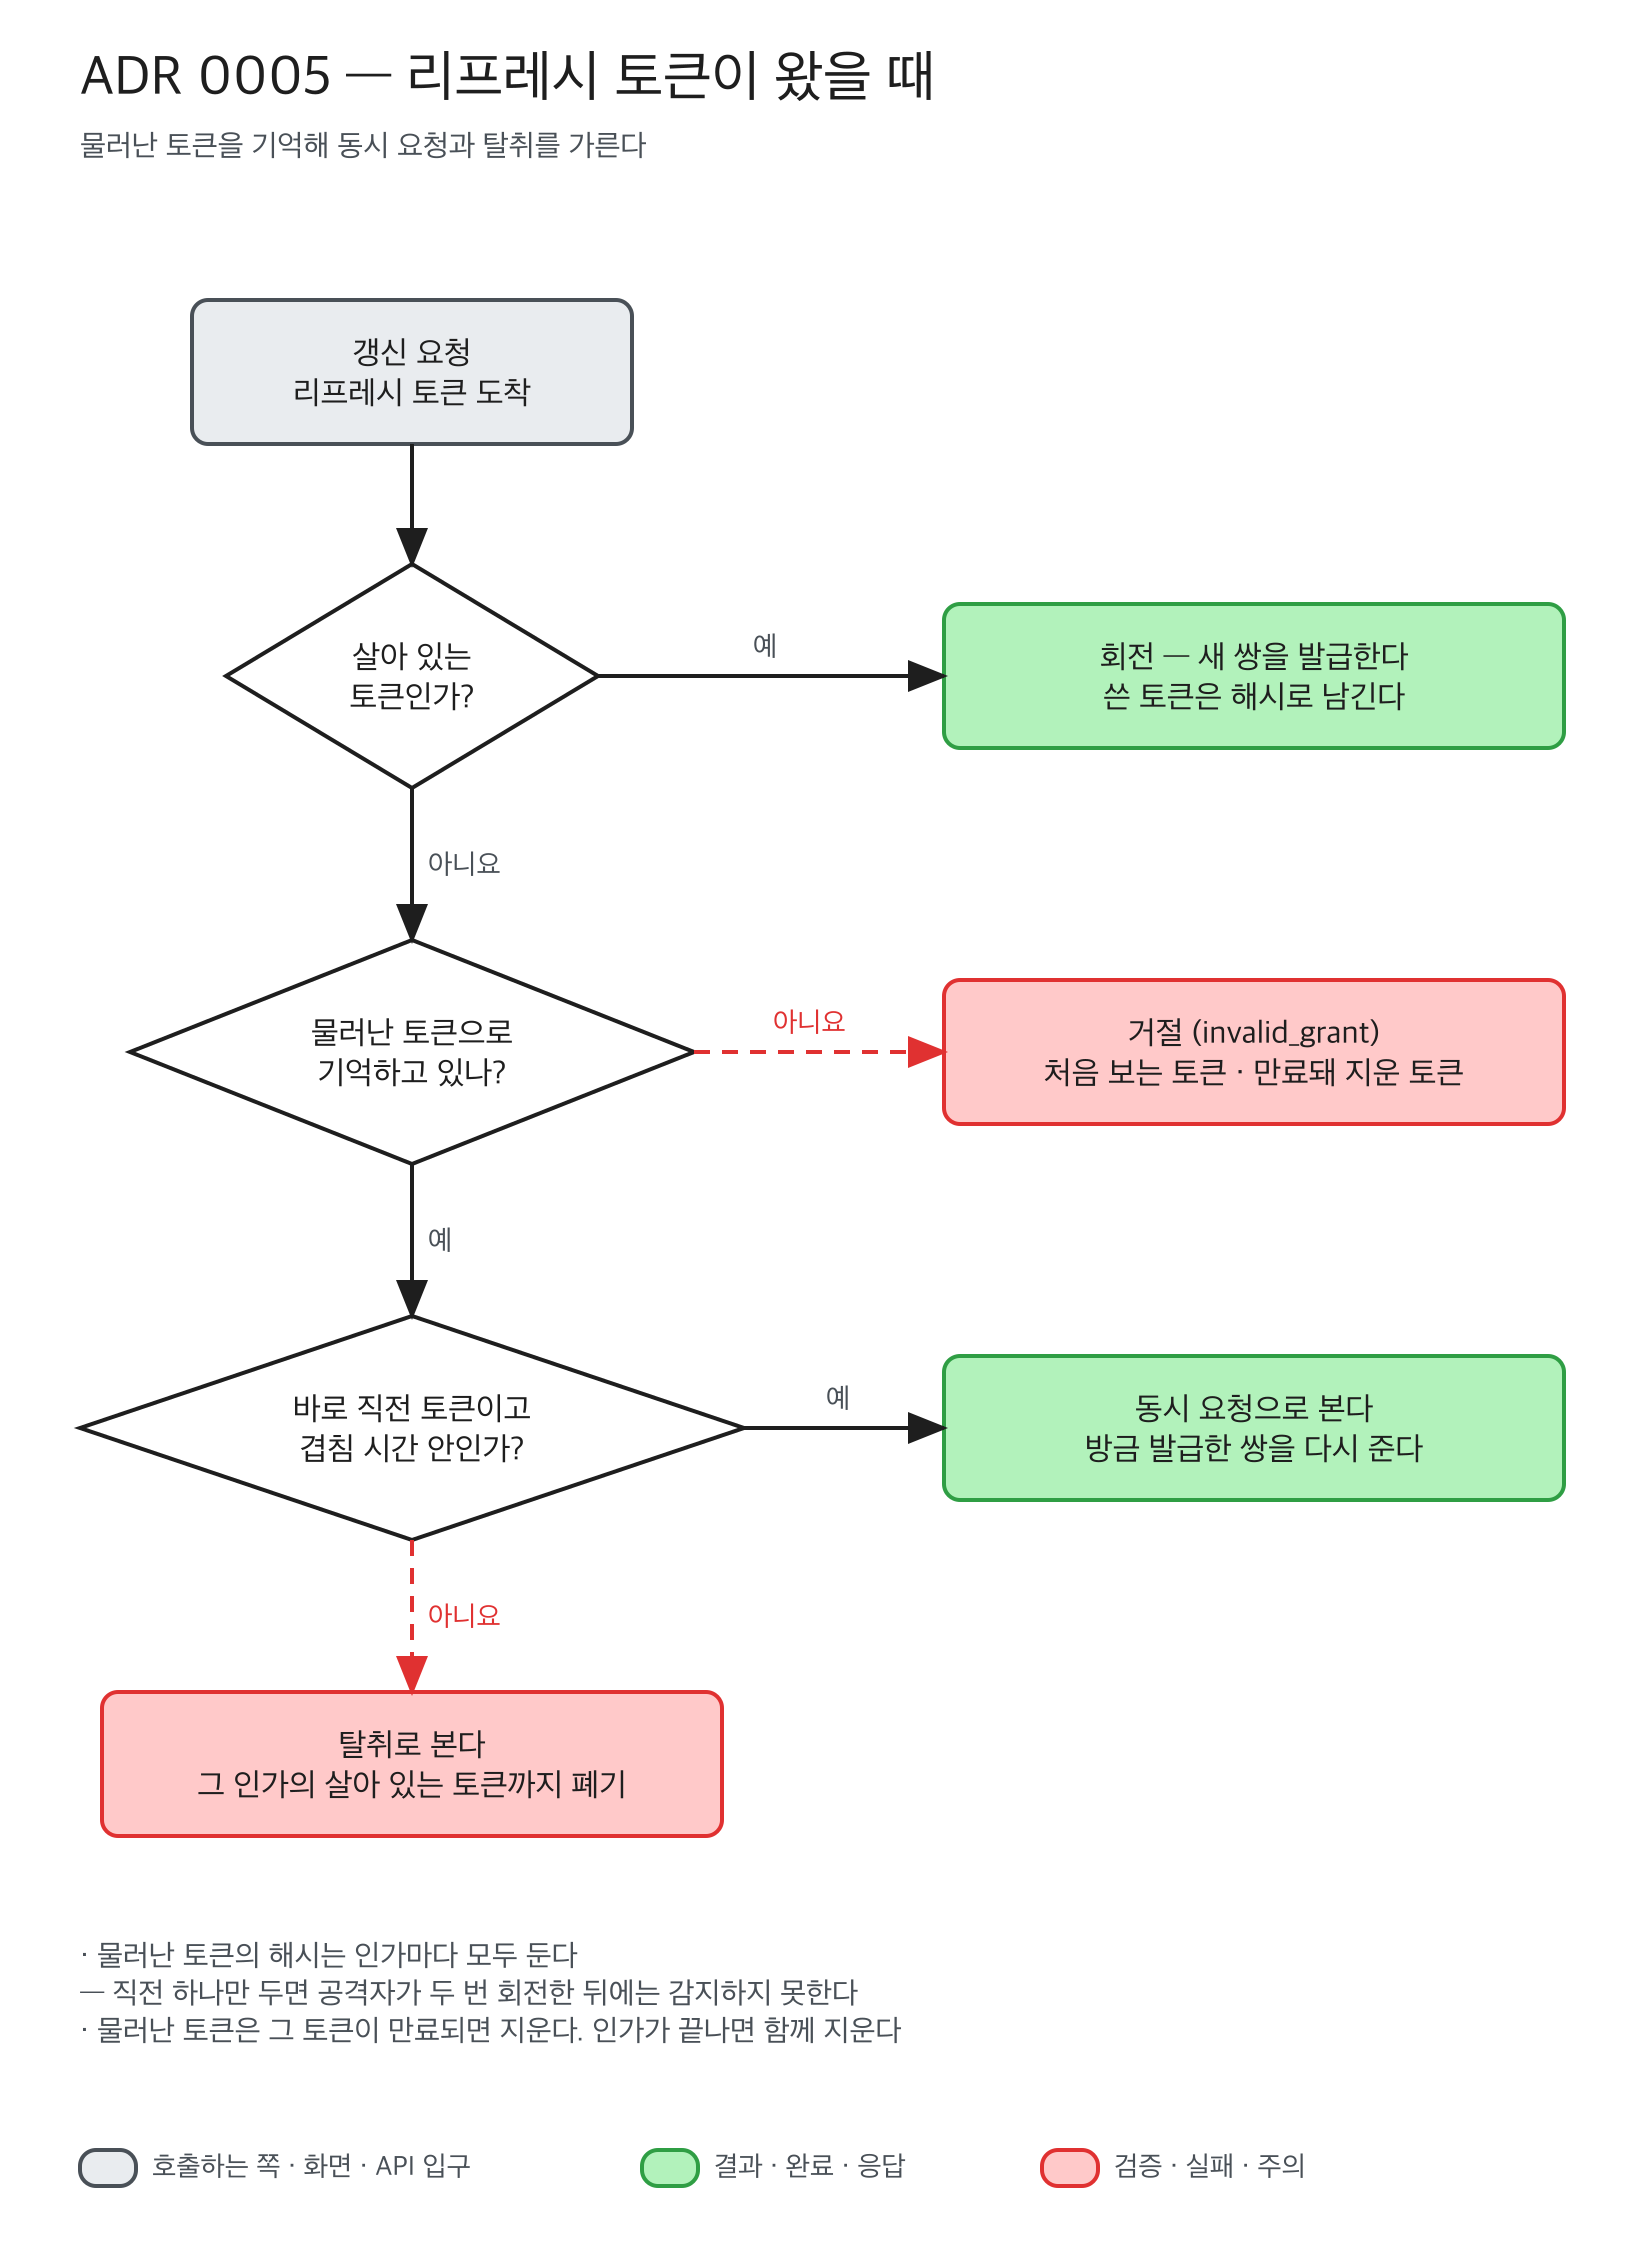 ADR 0005 — 리프레시 토큰이 왔을 때
물러난 토큰을 기억해 동시 요청과 탈취를 가른다
갱신 요청
리프레시 토큰 도착
살아 있는
토큰인가?
예
회전 — 새 쌍을 발급한다
쓴 토큰은 해시로 남긴다
아니요
물러난 토큰으로
기억하고 있나?
아니요
거절 (invalid_grant)
처음 보는 토큰 · 만료돼 지운 토큰
예
바로 직전 토큰이고
겹침 시간 안인가?
예
동시 요청으로 본다
방금 발급한 쌍을 다시 준다
아니요
탈취로 본다
그 인가의 살아 있는 토큰까지 폐기
· 물러난 토큰의 해시는 인가마다 모두 둔다
— 직전 하나만 두면 공격자가 두 번 회전한 뒤에는 감지하지 못한다
· 물러난 토큰은 그 토큰이 만료되면 지운다. 인가가 끝나면 함께 지운다
호출하는 쪽 · 화면 · API 입구
결과 · 완료 · 응답
검증 · 실패 · 주의